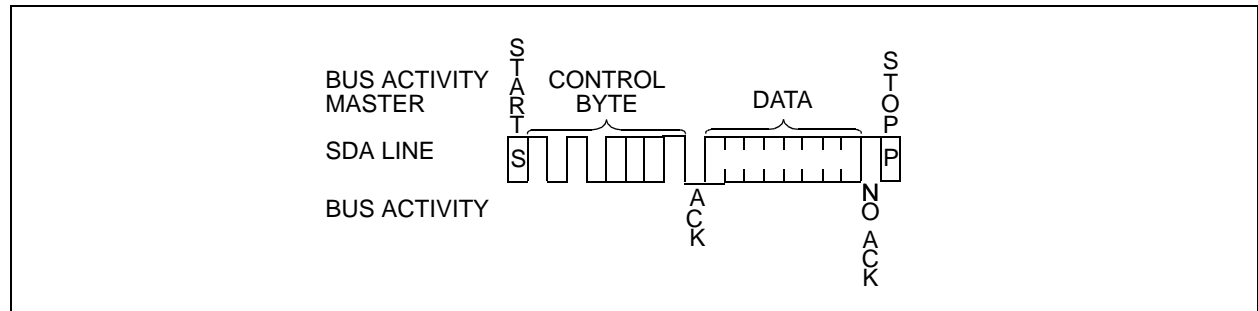 BUS ACTIVITY
MASTER
START
CONTROL
BYTE
DATA
STOP
SDA LINE
S
P
BUS ACTIVITY
ACK
NO ACK